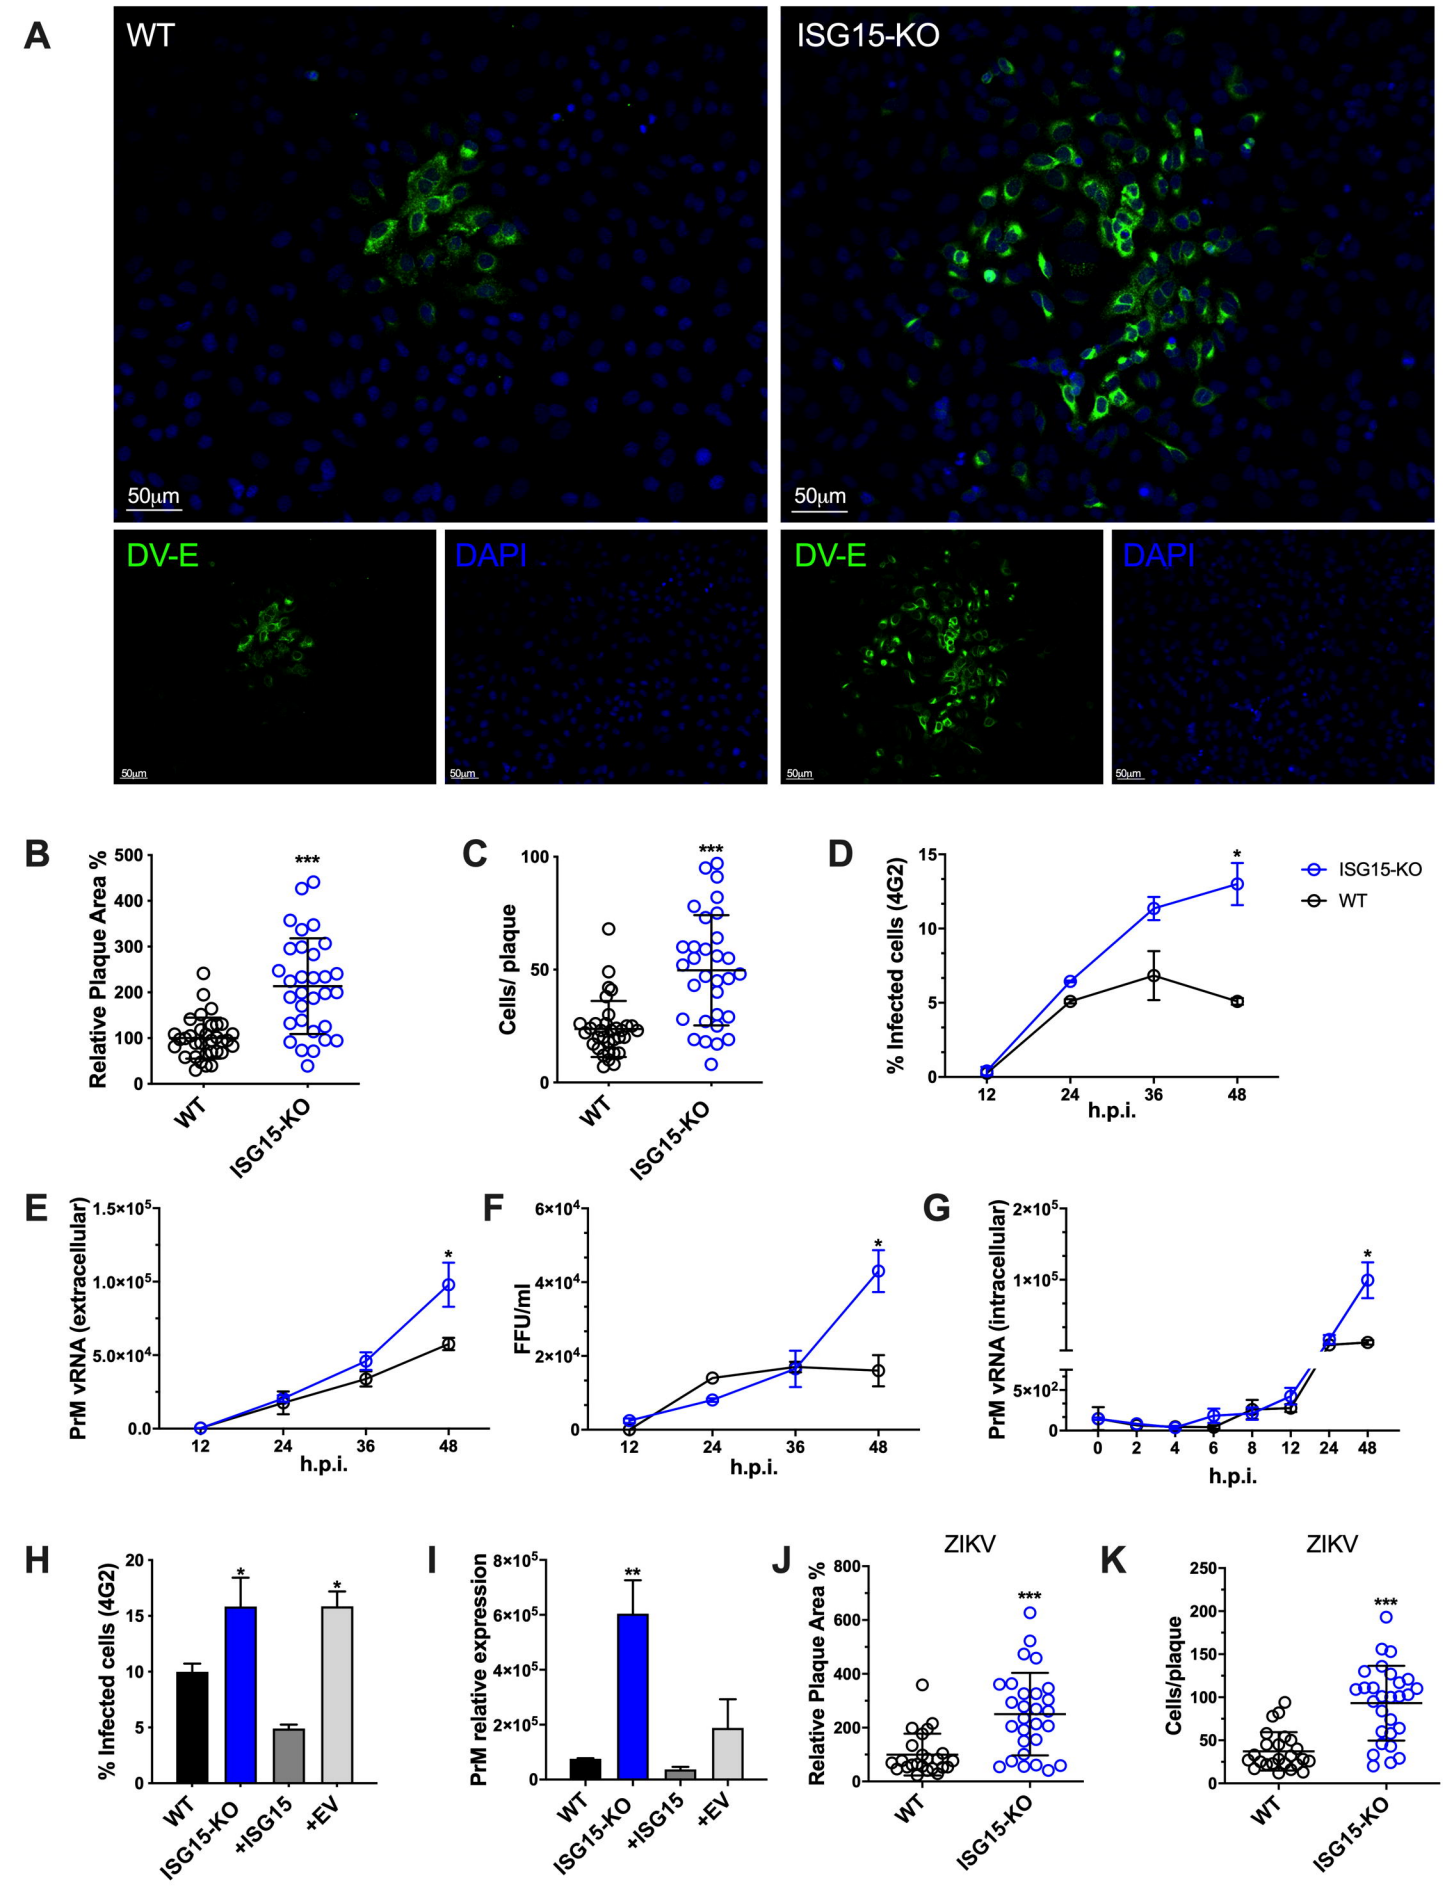 A
WT
ISG15-KO
50μm
50μm
DV-E
DAPI
DV-E
DAPI
50μm
50μm
50μm
50μm
B
Relative Plaque Area %
500
400
300
200
100
0
***
WT
ISG15-KO
C
Cells/ plaque
100
50
0
***
WT
ISG15-KO
D
% Infected cells (4G2)
15
10
5
0
*
12 24 36 48
h.p.i.
ISG15-KO
WT
E
PrM vRNA (extracellular)
1.5×10⁵
1.0×10⁵
5.0×10⁴
0.0
*
12 24 36 48
h.p.i.
F
FFU/ml
6×10⁴
4×10⁴
2×10⁴
0
*
12 24 36 48
h.p.i.
G
PrM vRNA (intracellular)
2×10⁵
1×10⁵
5×10²
0
*
0 2 4 6 8 12 24 48
h.p.i.
H
% Infected cells (4G2)
20
15
10
5
0
* *
WT
ISG15-KO
+ISG15
+EV
I
PrM relative expression
8×10⁵
6×10⁵
4×10⁵
2×10⁵
0
**
WT
ISG15-KO
+ISG15
+EV
J
ZIKV
Relative Plaque Area %
800
600
400
200
0
***
WT
ISG15-KO
K
ZIKV
Cells/plaque
250
200
150
100
50
0
***
WT
ISG15-KO